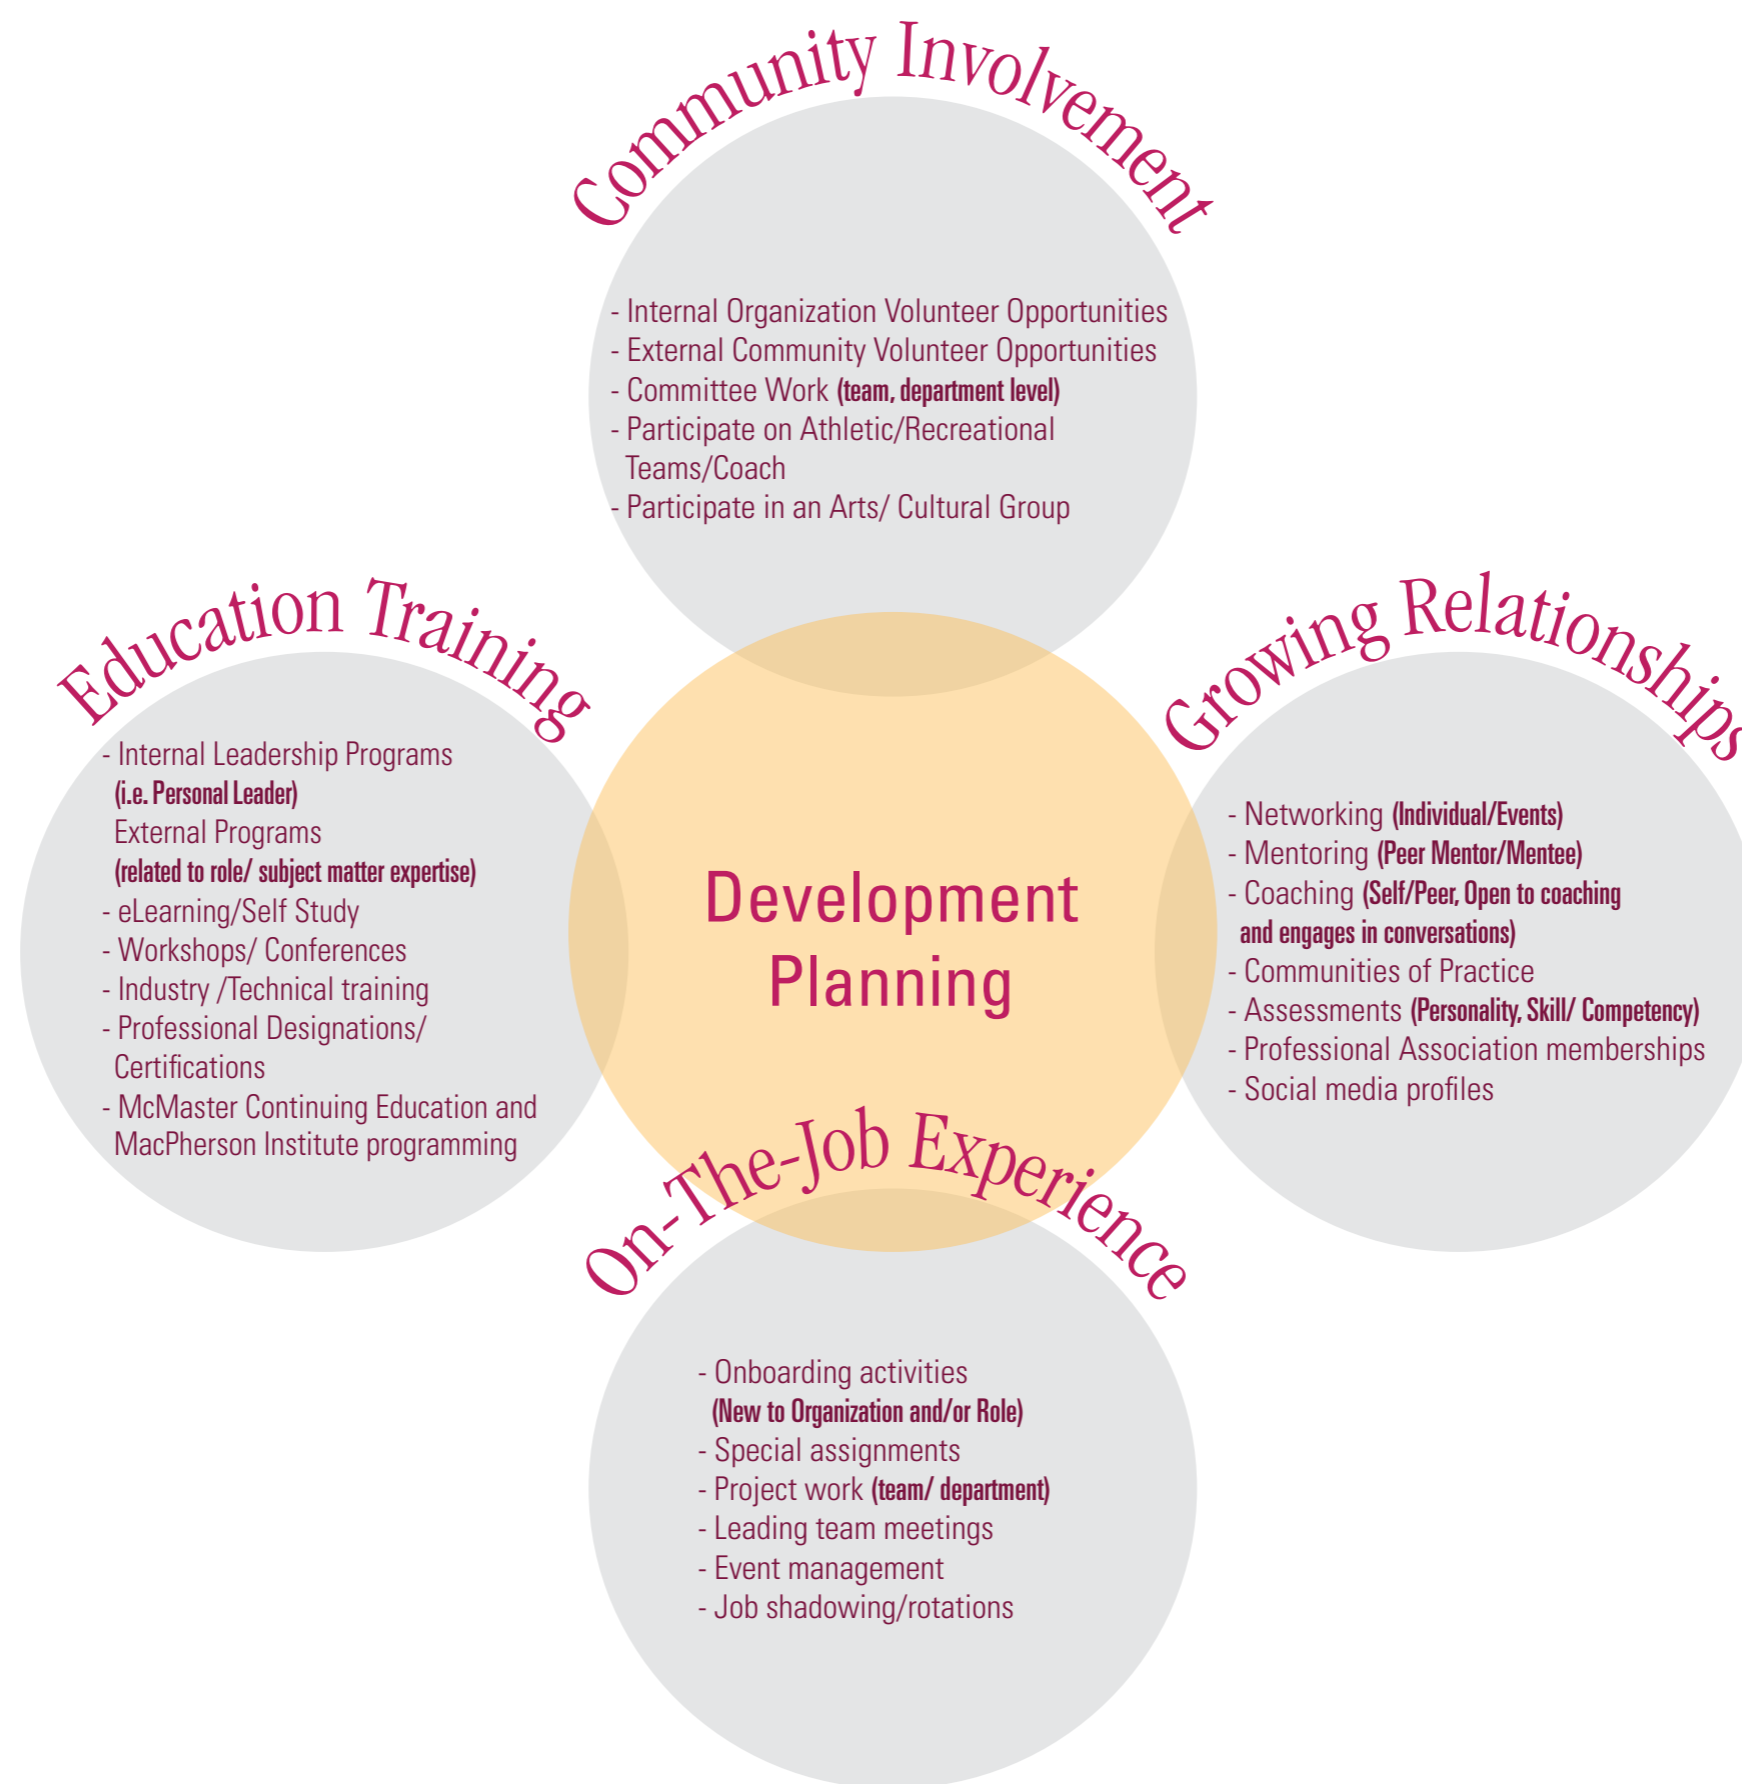 Community Involvement
- Internal Organization Volunteer Opportunities
- External Community Volunteer Opportunities
- Committee Work (team, department level)
- Participate on Athletic/Recreational
Teams/Coach
- Participate in an Arts/ Cultural Group
Education Training
- Internal Leadership Programs
(i.e. Personal Leader)
External Programs
(related to role/ subject matter expertise)
- eLearning/Self Study
- Workshops/ Conferences
- Industry /Technical training
- Professional Designations/
Certifications
- McMaster Continuing Education and
MacPherson Institute programming
Development
Planning
Growing Relationships
- Networking (Individual/Events)
- Mentoring (Peer Mentor/Mentee)
- Coaching (Self/Peer, Open to coaching
and engages in conversations)
- Communities of Practice
- Assessments (Personality, Skill/ Competency)
- Professional Association memberships
- Social media profiles
On-The-Job Experience
- Onboarding activities
(New to Organization and/or Role)
- Special assignments
- Project work (team/ department)
- Leading team meetings
- Event management
- Job shadowing/rotations